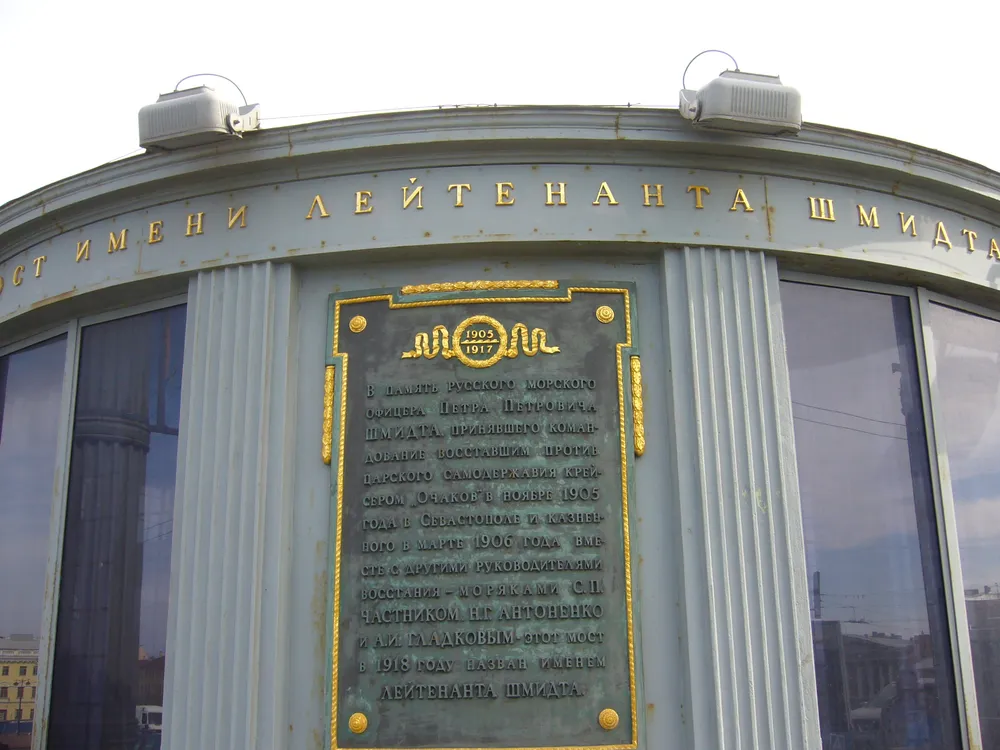 ОСТ ИМЕНИ ЛЕЙТЕНАНТА ШМИДТА
1905
1917
В ПАМЯТЬ РУССКОГО МОРСКОГО
ОФИЦЕРА ПЕТРА ПЕТРОВИЧА
ШМИДТА, ПРИНЯВШЕГО КОМАН-
ДОВАНИЕ ВОССТАВШИМ ПРОТИВ
ЦАРСКОГО САМОДЕРЖАВИЯ КРЕЙ-
СЕРОМ „ОЧАКОВ" В НОЯБРЕ 1905
ГОДА В СЕВАСТОПОЛЕ И КАЗНЕН-
НОГО В МАРТЕ 1906 ГОДА ВМЕ-
СТЕ С ДРУГИМИ РУКОВОДИТЕЛЯМИ
ВОССТАНИЯ – МОРЯКАМИ С.П.
ЧАСТНИКОМ, Н.Г. АНТОНЕНКО
И А.И. ГЛАДКОВЫМ – ЭТОТ МОСТ
В 1918 ГОДУ НАЗВАН ИМЕНЕМ
ЛЕЙТЕНАНТА ШМИДТА.